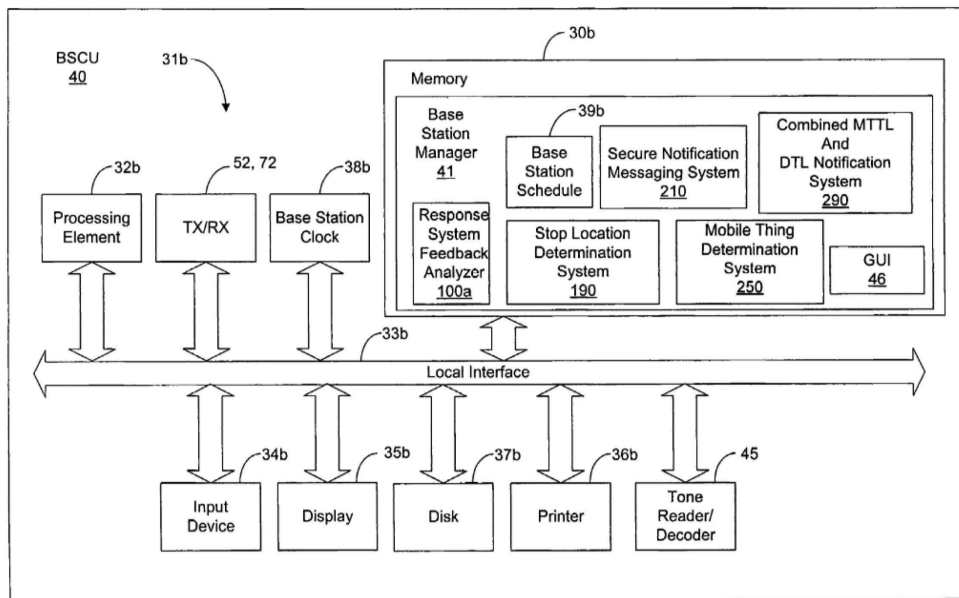 BSCU
40
31b
30b
Memory
32b
52, 72
38b
Processing
Element
TX/RX
Base Station
Clock
Base
Station
Manager
41
39b
Base
Station
Schedule
Secure Notification
Messaging System
210
Combined MTTL
And
DTL Notification
System
290
Response
System
Feedback
Analyzer
100a
Stop Location
Determination
System
190
Mobile Thing
Determination
System
250
GUI
46
33b
Local Interface
34b
35b
37b
36b
45
Input
Device
Display
Disk
Printer
Tone
Reader/
Decoder